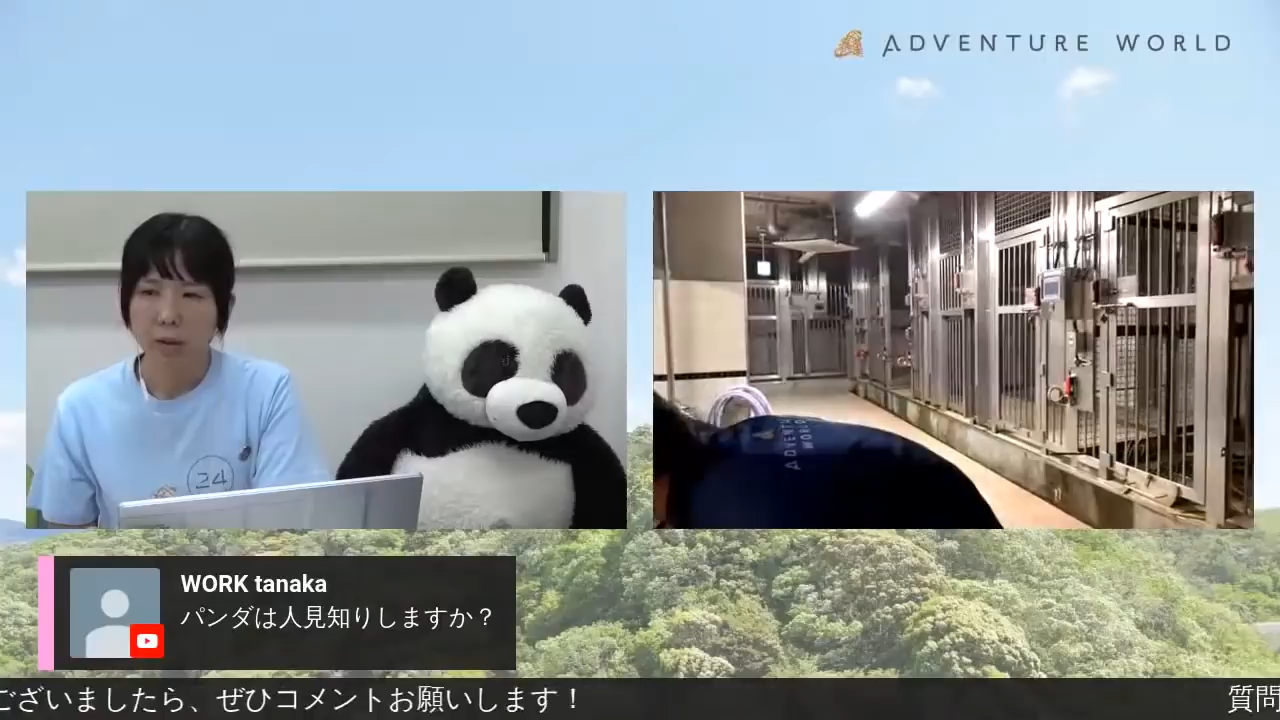 ADVENTURE WORLD
24
ADVENTURE
WORLD
WORK tanaka
パンダは人見知りしますか？
ございましたら、ぜひコメントお願いします！
質問